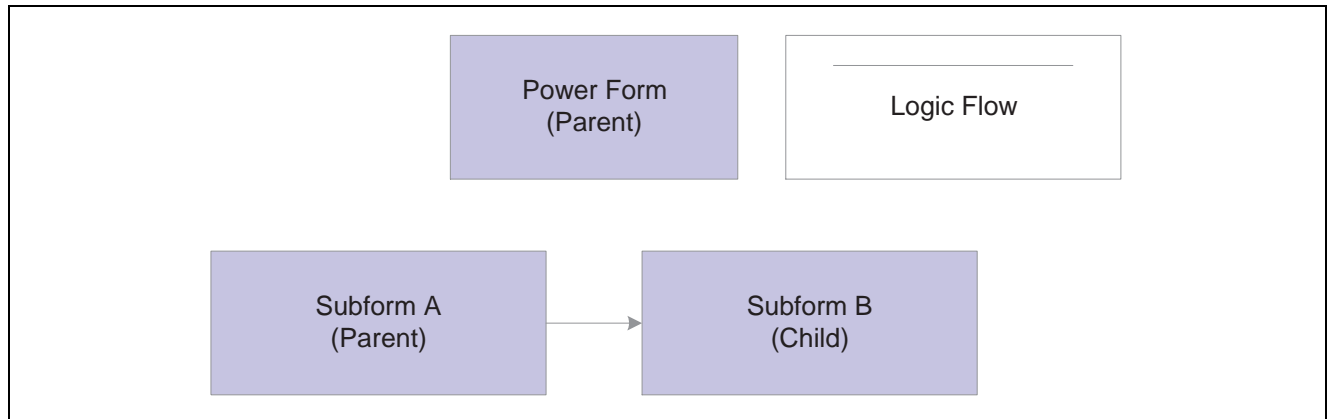 Power Form
(Parent)
Logic Flow
Subform A
(Parent)
Subform B
(Child)